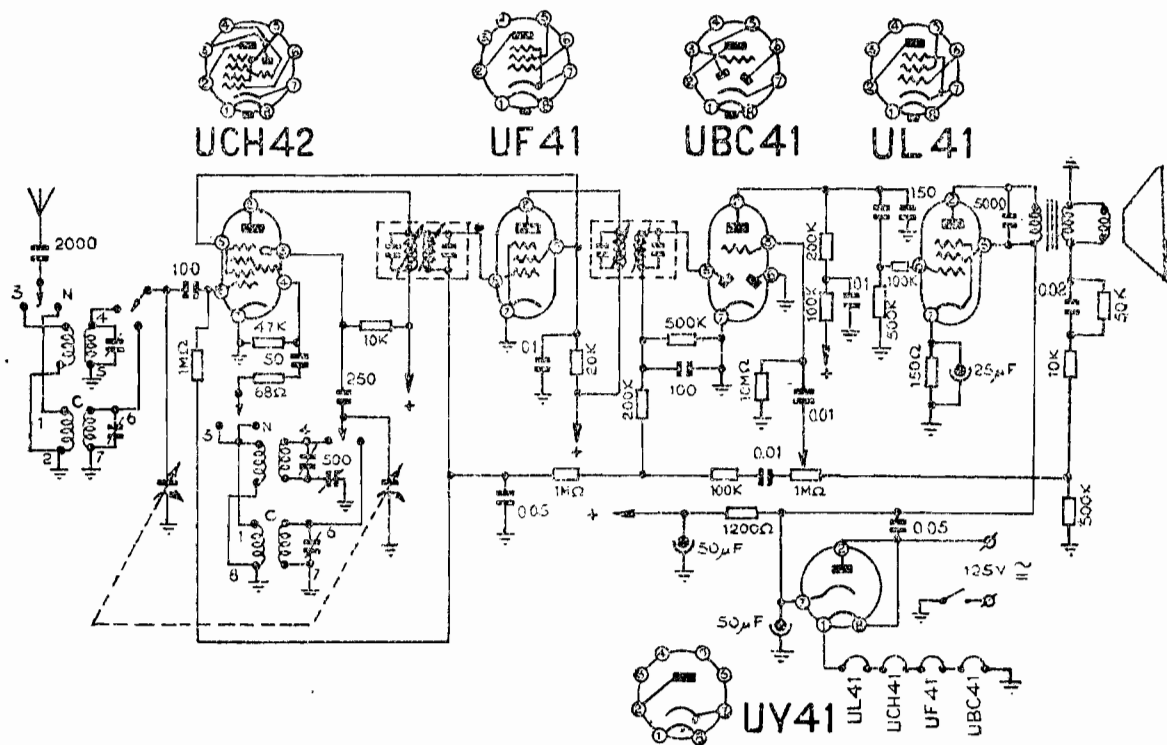 UCH42
UF41
UBC41
UL41
2000
100
S
N
4
5
C
1
6
2
7
1MΩ
47K
50
68Ω
10K
250
S
N
4
500
C
1
6
8
7
0.05
01
20K
200K
500K
100
10MΩ
200K
100K
01
0.01
150
500K
100K
5000
150Ω
25µF
0.02
50K
10K
1MΩ
100K
0.01
1MΩ
500K
+
1200Ω
50µF
50µF
0.05
125V ≂
UY41
UL41
UCH41
UF41
UBC41